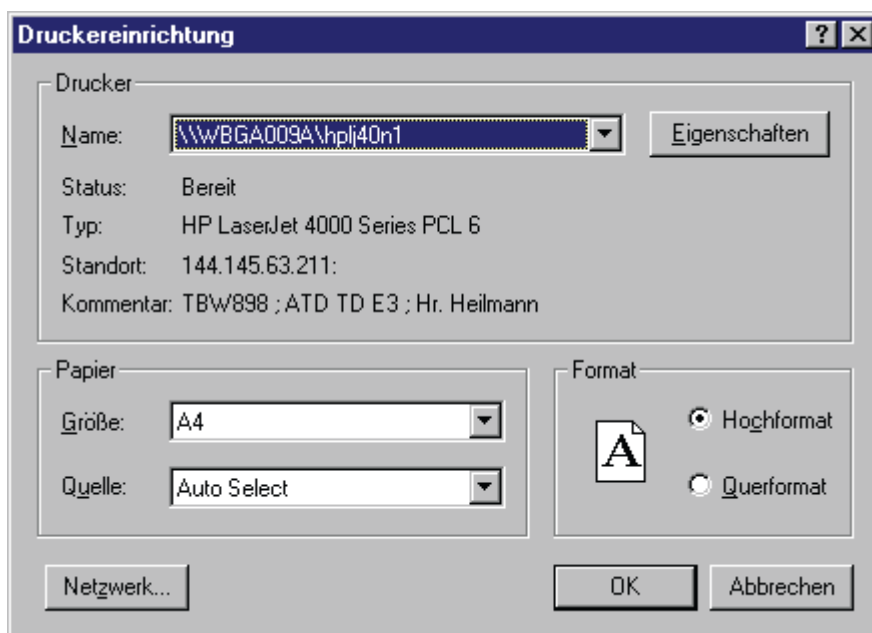 Druckereinrichtung
Drucker
Name: \\WBGA009A\hplj40n1 Eigenschaften
Status: Bereit
Typ: HP LaserJet 4000 Series PCL 6
Standort: 144.145.63.211:
Kommentar: TBW898 ; ATD TD E3 ; Hr. Heilmann
Papier
Größe: A4
Quelle: Auto Select
Format
A
Hochformat
Querformat
Netzwerk... OK Abbrechen